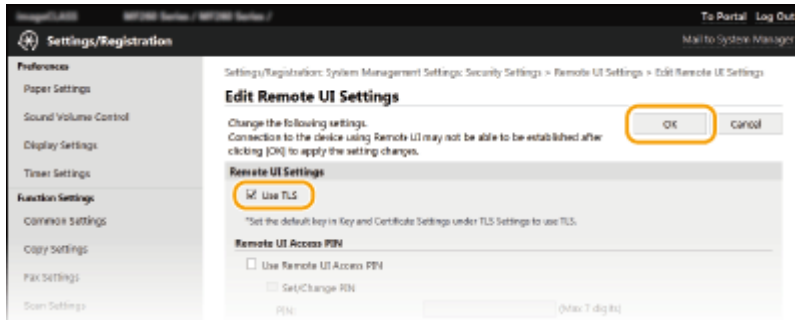 To Portal Log Out
Settings/Registration
Mail to System Manager
Preferences
Paper Settings
Sound Volume Control
Display Settings
Timer Settings
Function Settings
Common Settings
Copy Settings
Fax Settings
Scan Settings
Settings/Registration: System Management Settings: Security Settings > Remote UI Settings > Edit Remote UI Settings
Edit Remote UI Settings
Change the following settings.
Connection to the device using Remote UI may not be able to be established after
clicking [OK] to apply the setting changes.
OK
Cancel
Remote UI Settings
Use TLS
*Set the default key in Key and Certificate Settings under TLS Settings to use TLS.
Remote UI Access PIN
Use Remote UI Access PIN
Set/Change PIN
PIN:
(Max 7 digits)